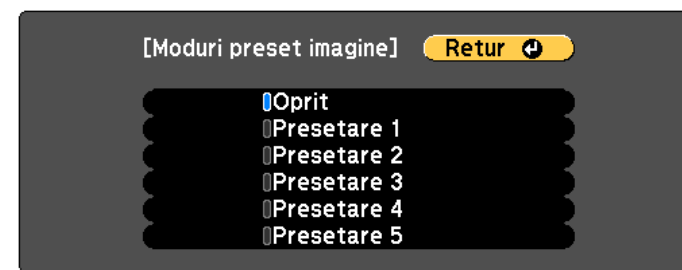 [Moduri preset imagine] Retur
Oprit
Presetare 1
Presetare 2
Presetare 3
Presetare 4
Presetare 5